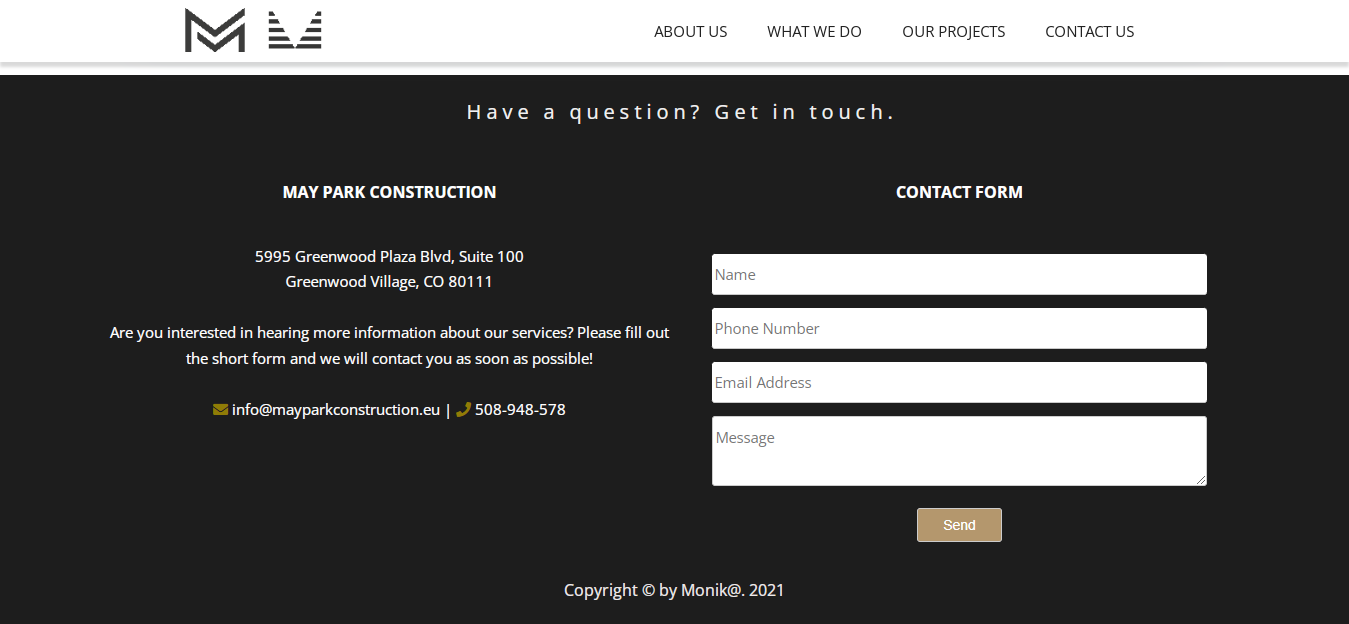 ABOUT US
WHAT WE DO
OUR PROJECTS
CONTACT US
Have a question? Get in touch.
MAY PARK CONSTRUCTION
5995 Greenwood Plaza Blvd, Suite 100
Greenwood Village, CO 80111
Are you interested in hearing more information about our services? Please fill out
the short form and we will contact you as soon as possible!
info@mayparkconstruction.eu | 508-948-578
CONTACT FORM
Name
Phone Number
Email Address
Message
Send
Copyright © by Monik@. 2021